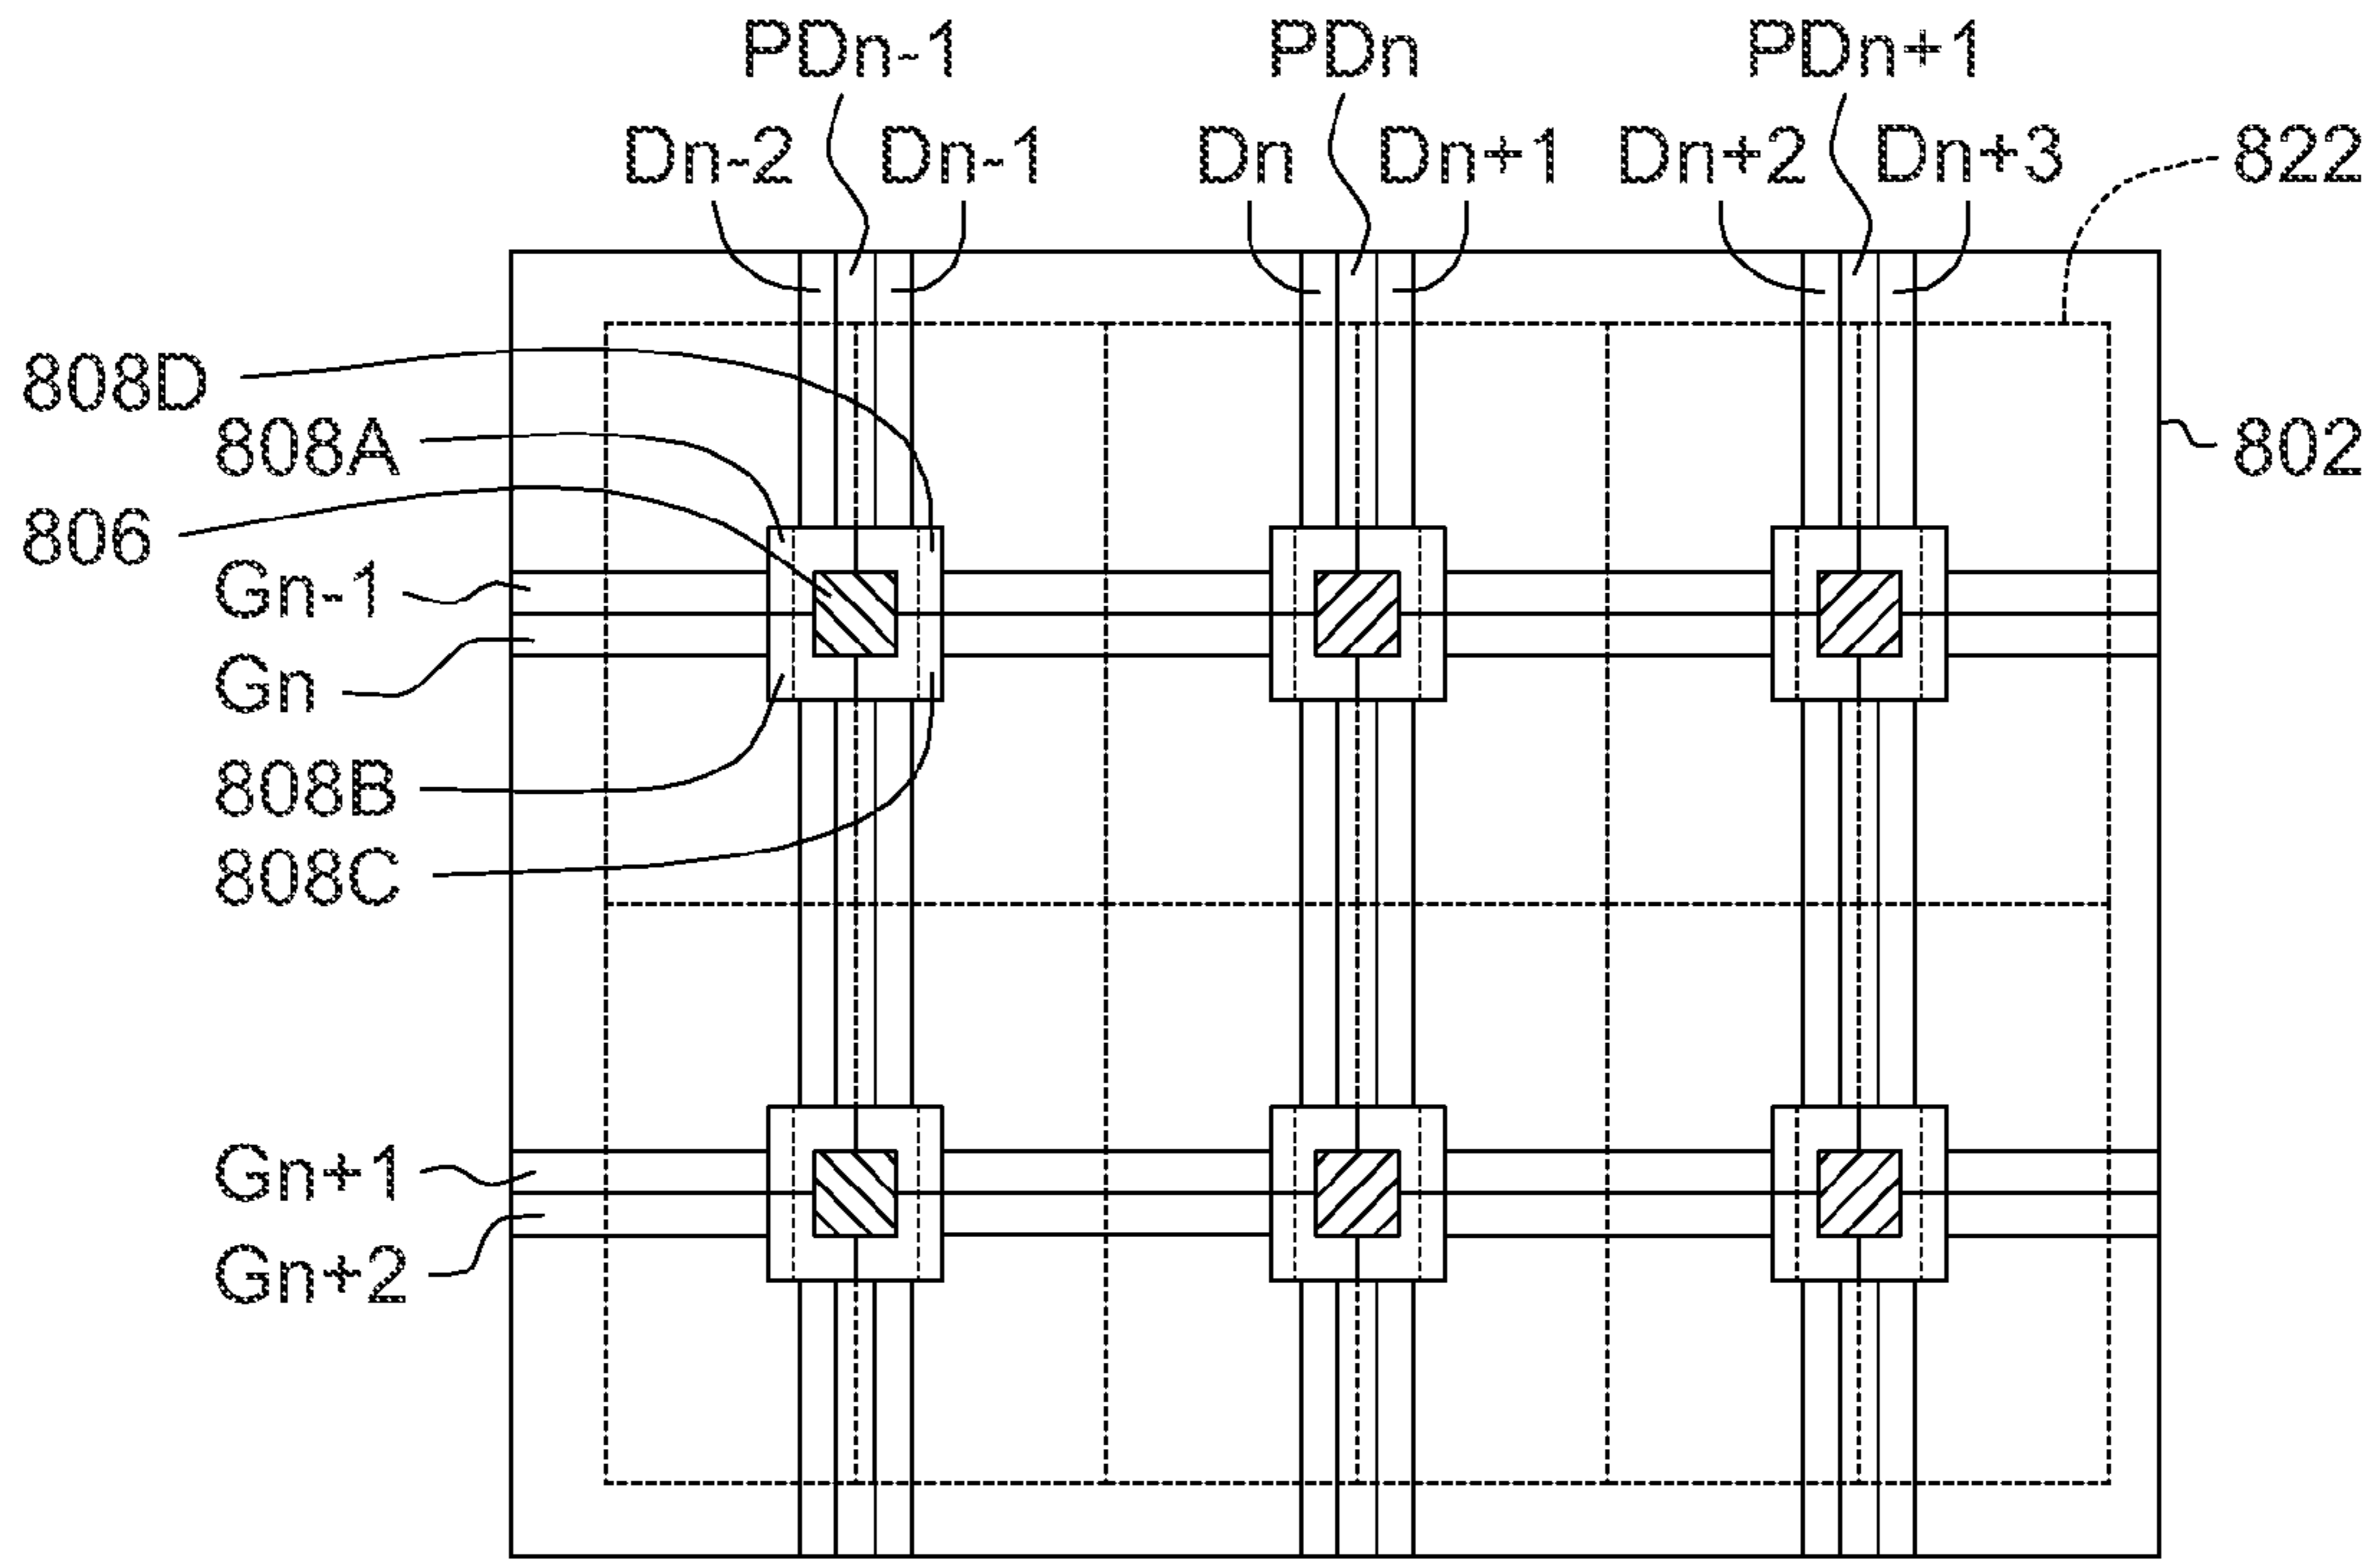 PDn-1 PDn PDn+1
Dn-2 Dn-1 Dn Dn+1 Dn+2 Dn+3 822
808D
808A 802
806
Gn-1
Gn
808B
808C
Gn+1
Gn+2